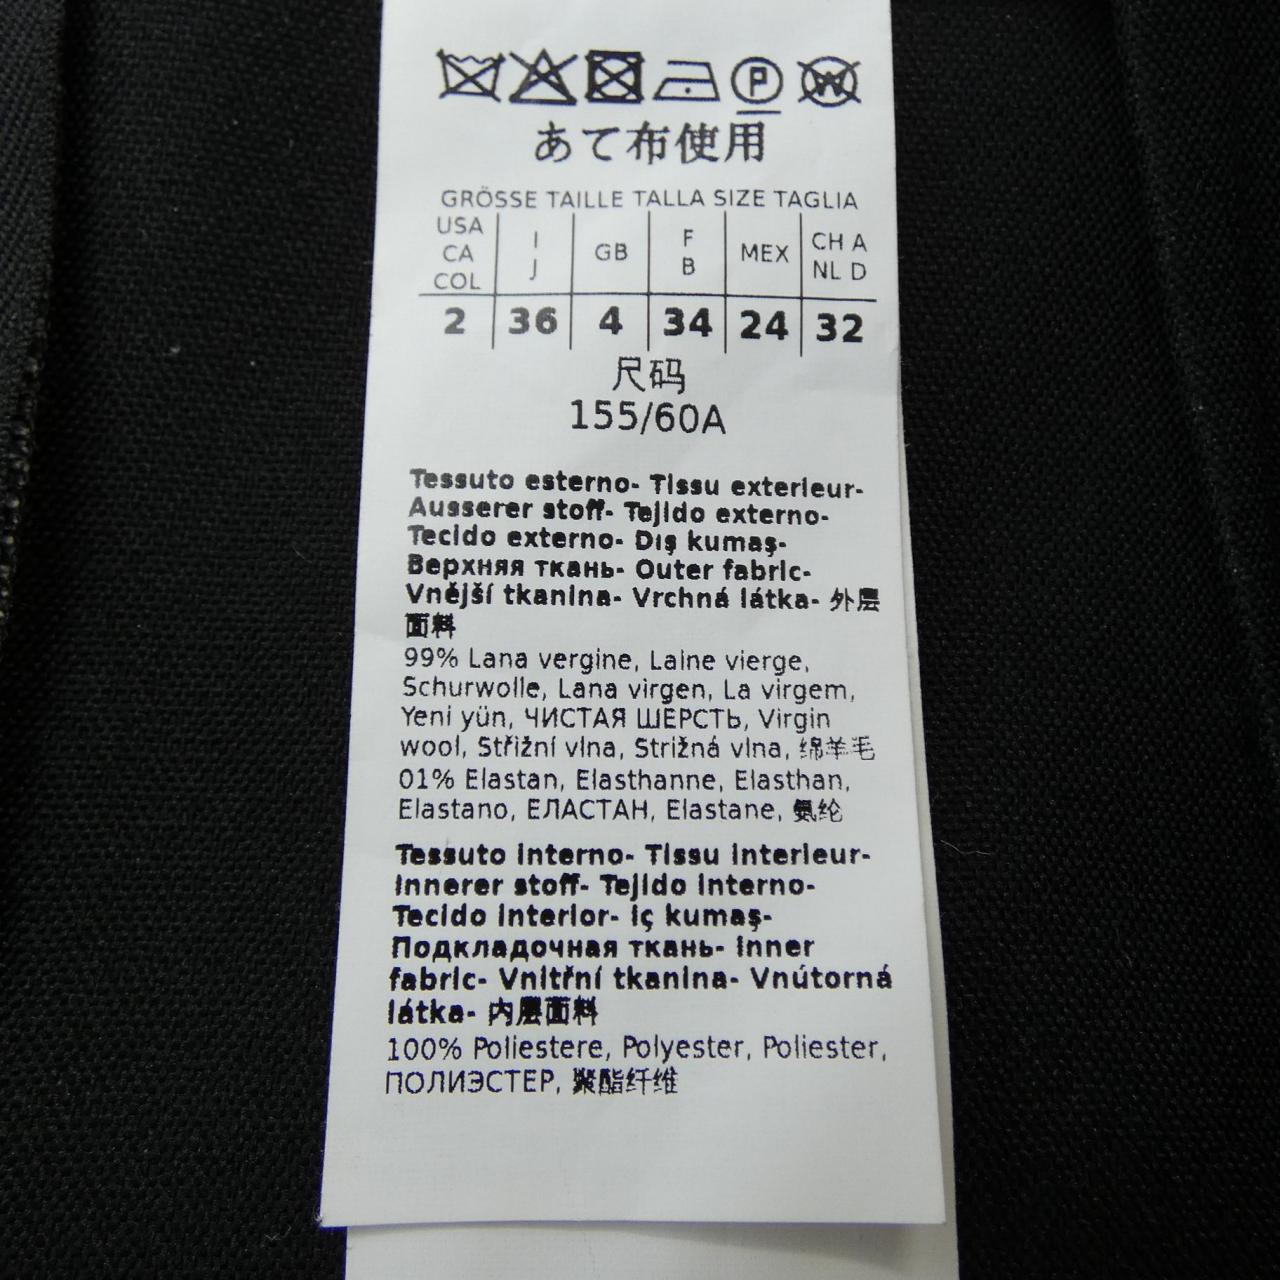 P W
あて布使用
GRÖSSE TAILLE TALLA SIZE TAGLIA
USA CA COL | I J | GB | F B | MEX | CH A NL D
2 | 36 | 4 | 34 | 24 | 32
尺码
155/60A
Tessuto esterno- Tissu exterieur-
Ausserer stoff- Tejido externo-
Tecido externo- Dış kumaş-
Верхняя ткань- Outer fabric-
Vnější tkanina- Vrchná látka- 外层
面料
99% Lana vergine, Laine vierge,
Schurwolle, Lana virgen, La virgem,
Yeni yün, ЧИСТАЯ ШЕРСТЬ, Virgin
wool, Střižní vlna, Strižná vlna, 绵羊毛
01% Elastan, Elasthanne, Elasthan,
Elastano, ЕЛАСТАН, Elastane, 氨纶
Tessuto interno- Tissu interieur-
Innerer stoff- Tejido interno-
Tecido interior- İç kumaş-
Подкладочная ткань- Inner
fabric- Vnitřní tkanina- Vnútorná
látka- 内层面料
100% Poliestere, Polyester, Poliester,
ПОЛИЭСТЕР, 聚酯纤维